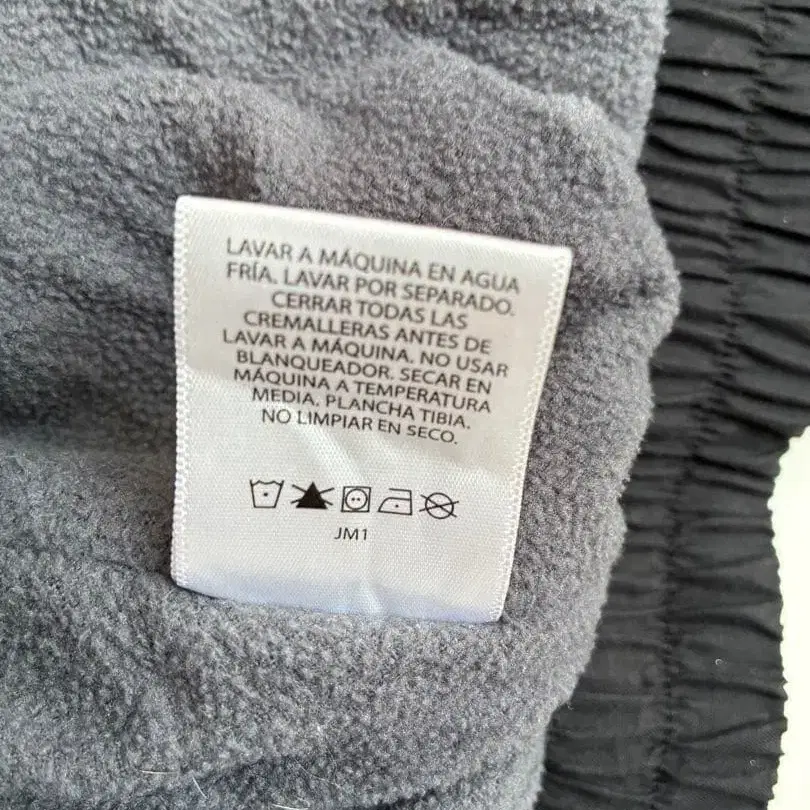 LAVAR A MÁQUINA EN AGUA
FRÍA. LAVAR POR SEPARADO.
CERRAR TODAS LAS
CREMALLERAS ANTES DE
LAVAR A MÁQUINA. NO USAR
BLANQUEADOR. SECAR EN
MÁQUINA A TEMPERATURA
MEDIA. PLANCHA TIBIA.
NO LIMPIAR EN SECO.
JM1